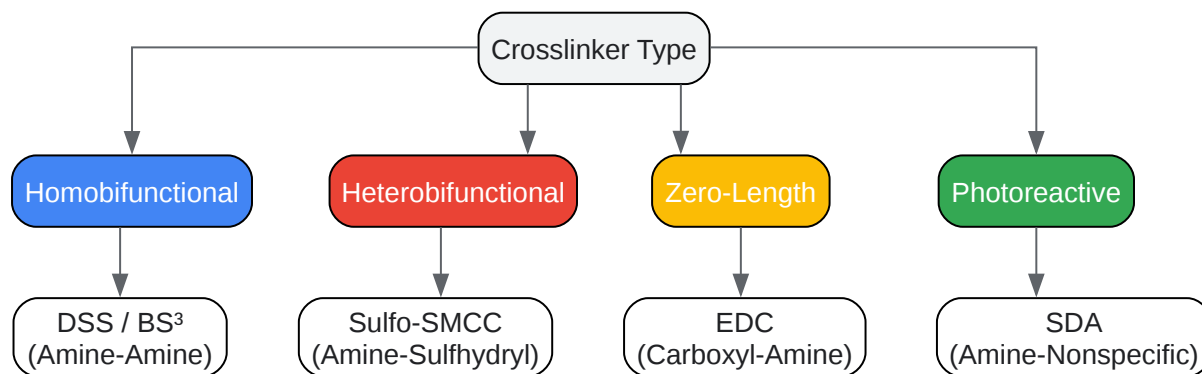 Crosslinker Type
Homobifunctional
Heterobifunctional
Zero-Length
Photoreactive
DSS / BS³
(Amine-Amine)
Sulfo-SMCC
(Amine-Sulfhydryl)
EDC
(Carboxyl-Amine)
SDA
(Amine-Nonspecific)